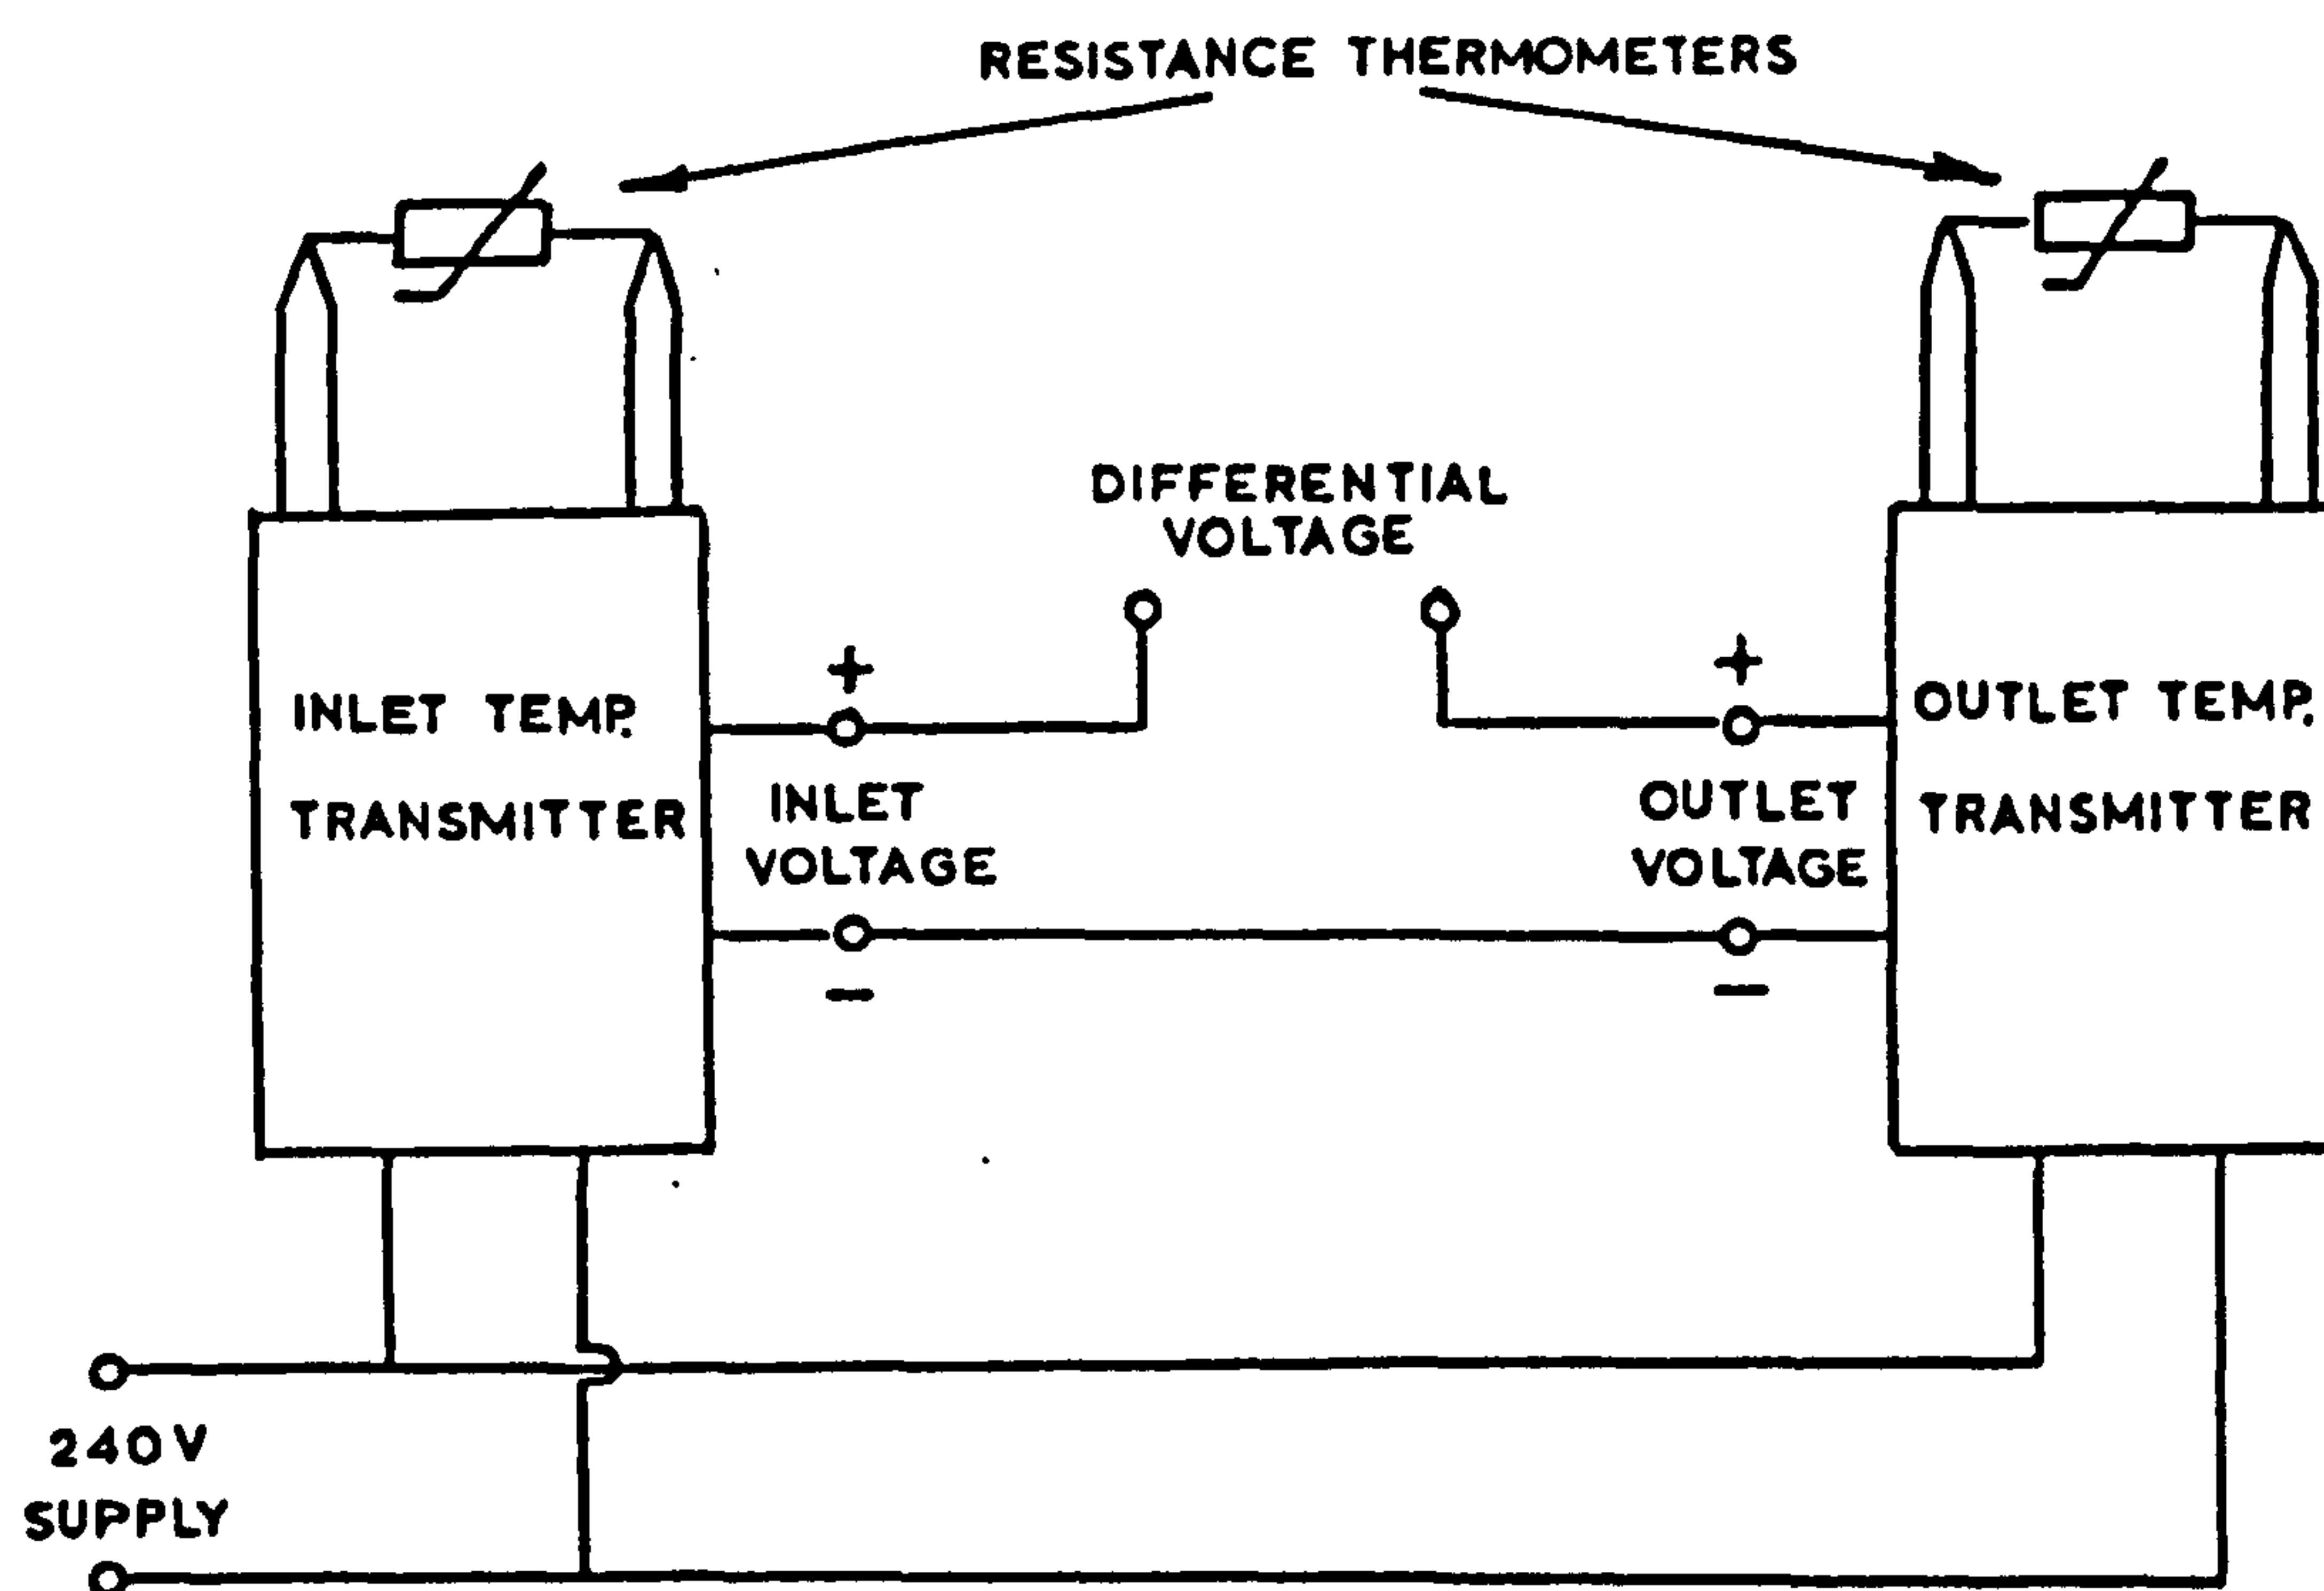 RESISTANCE THERMOMETERS
DIFFERENTIAL
VOLTAGE
+
+
INLET TEMP.
TRANSMITTER
INLET
VOLTAGE
OUTLET
VOLTAGE
OUTLET TEMP.
TRANSMITTER
−
−
240V
SUPPLY